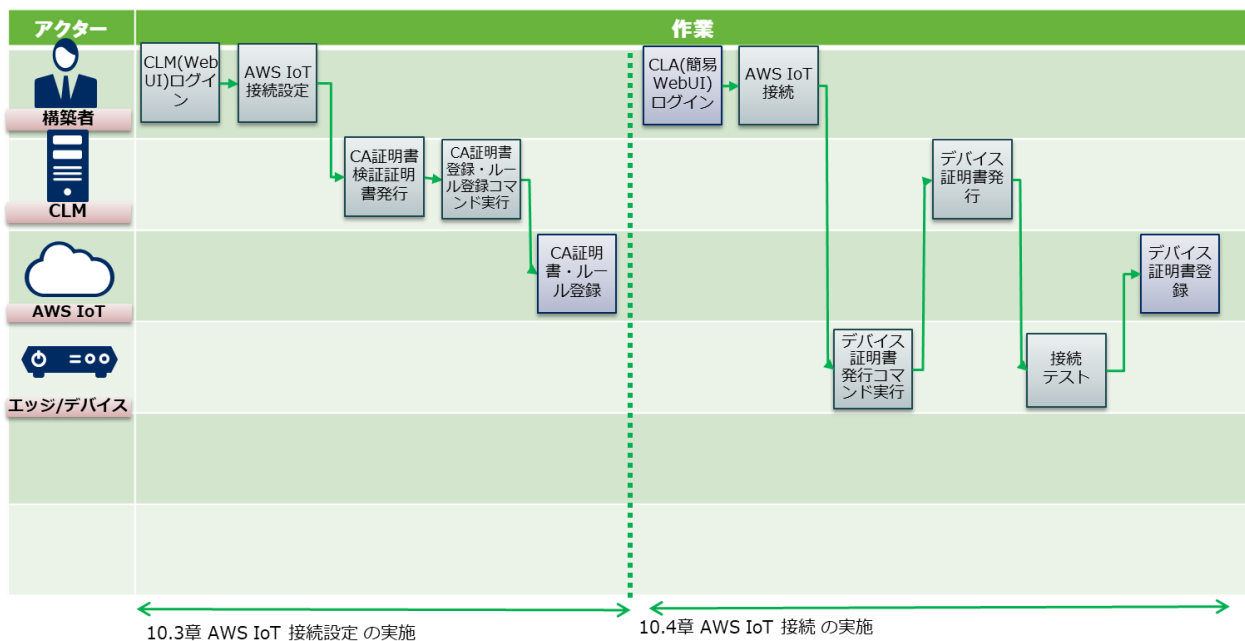 アクター
作業
CLM(Web
UI)ログイ
ン
AWS IoT
接続設定
CLA(簡易
WebUI)
ログイン
AWS IoT
接続
構築者
CA証明書
検証証明
書発行
CA証明書
登録・ルー
ル登録コマ
ンド実行
デバイス
証明書発
行
CLM
CA証明
書・ルー
ル登録
デバイス
証明書登
録
AWS IoT
デバイス
証明書
発行コマ
ンド実行
接続
テスト
エッジ/デバイス
10.3章 AWS IoT 接続設定 の実施
10.4章 AWS IoT 接続 の実施